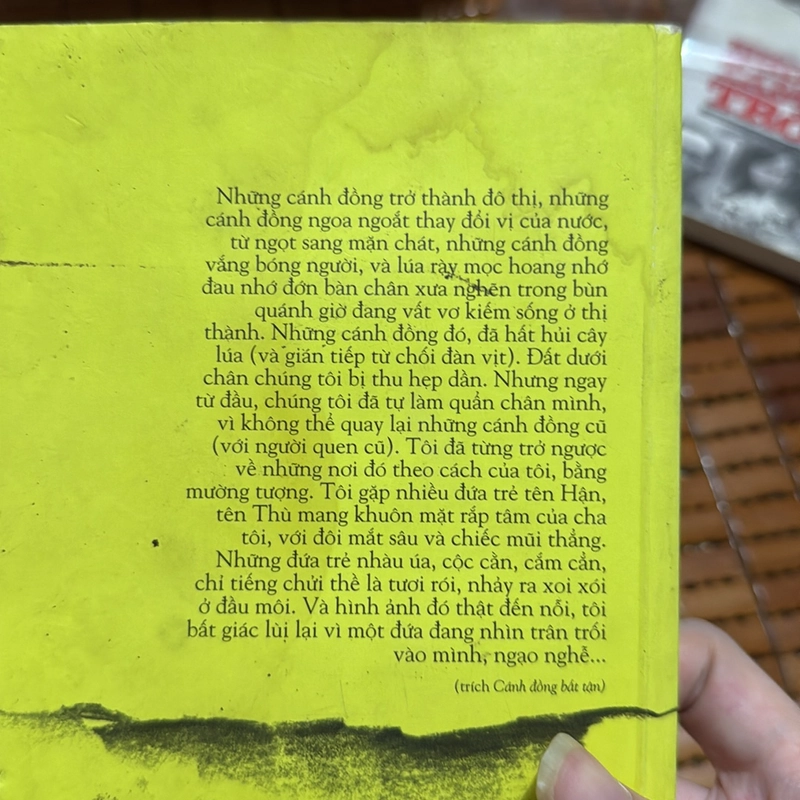 Những cánh đồng trở thành đô thị, những
cánh đồng ngoa ngoắt thay đổi vị của nước,
từ ngọt sang mặn chát, những cánh đồng
vắng bóng người, và lúa rày mọc hoang nhớ
đau nhớ đớn bàn chân xưa nghẽn trong bùn
quánh giờ đang vất vơ kiếm sống ở thị
thành. Những cánh đồng đó, đã hất hủi cây
lúa (và gián tiếp từ chối đàn vịt). Đất dưới
chân chúng tôi bị thu hẹp dần. Nhưng ngay
từ đầu, chúng tôi đã tự làm quẩn chân mình,
vì không thể quay lại những cánh đồng cũ
(với người quen cũ). Tôi đã từng trở ngược
về những nơi đó theo cách của tôi, bằng
mường tượng. Tôi gặp nhiều đứa trẻ tên Hận,
tên Thù mang khuôn mặt rắp tâm của cha
tôi, với đôi mắt sâu và chiếc mũi thẳng.
Những đứa trẻ nhàu úa, cộc cằn, cắm cẳn,
chỉ tiếng chửi thề là tươi rói, nhảy ra xoi xói
ở đầu môi. Và hình ảnh đó thật đến nỗi, tôi
bất giác lùi lại vì một đứa đang nhìn trân trối
vào mình, ngạo nghễ...
(trích Cánh đồng bất tận)